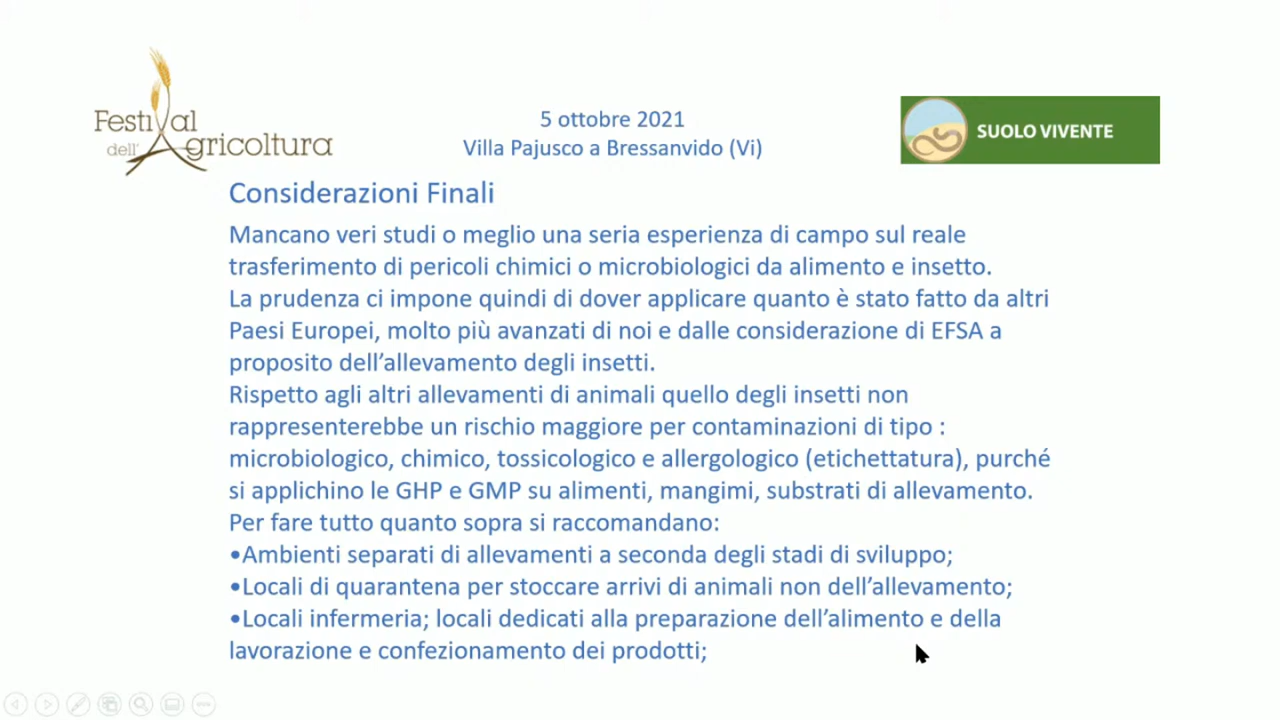 Festival
dell'Agricoltura
5 ottobre 2021
Villa Pajusco a Bressanvido (Vi)
SUOLO VIVENTE
Considerazioni Finali
Mancano veri studi o meglio una seria esperienza di campo sul reale
trasferimento di pericoli chimici o microbiologici da alimento e insetto.
La prudenza ci impone quindi di dover applicare quanto è stato fatto da altri
Paesi Europei, molto più avanzati di noi e dalle considerazione di EFSA a
proposito dell'allevamento degli insetti.
Rispetto agli altri allevamenti di animali quello degli insetti non
rappresenterebbe un rischio maggiore per contaminazioni di tipo :
microbiologico, chimico, tossicologico e allergologico (etichettatura), purché
si applichino le GHP e GMP su alimenti, mangimi, substrati di allevamento.
Per fare tutto quanto sopra si raccomandano:
•Ambienti separati di allevamenti a seconda degli stadi di sviluppo;
•Locali di quarantena per stoccare arrivi di animali non dell'allevamento;
•Locali infermeria; locali dedicati alla preparazione dell'alimento e della
lavorazione e confezionamento dei prodotti;